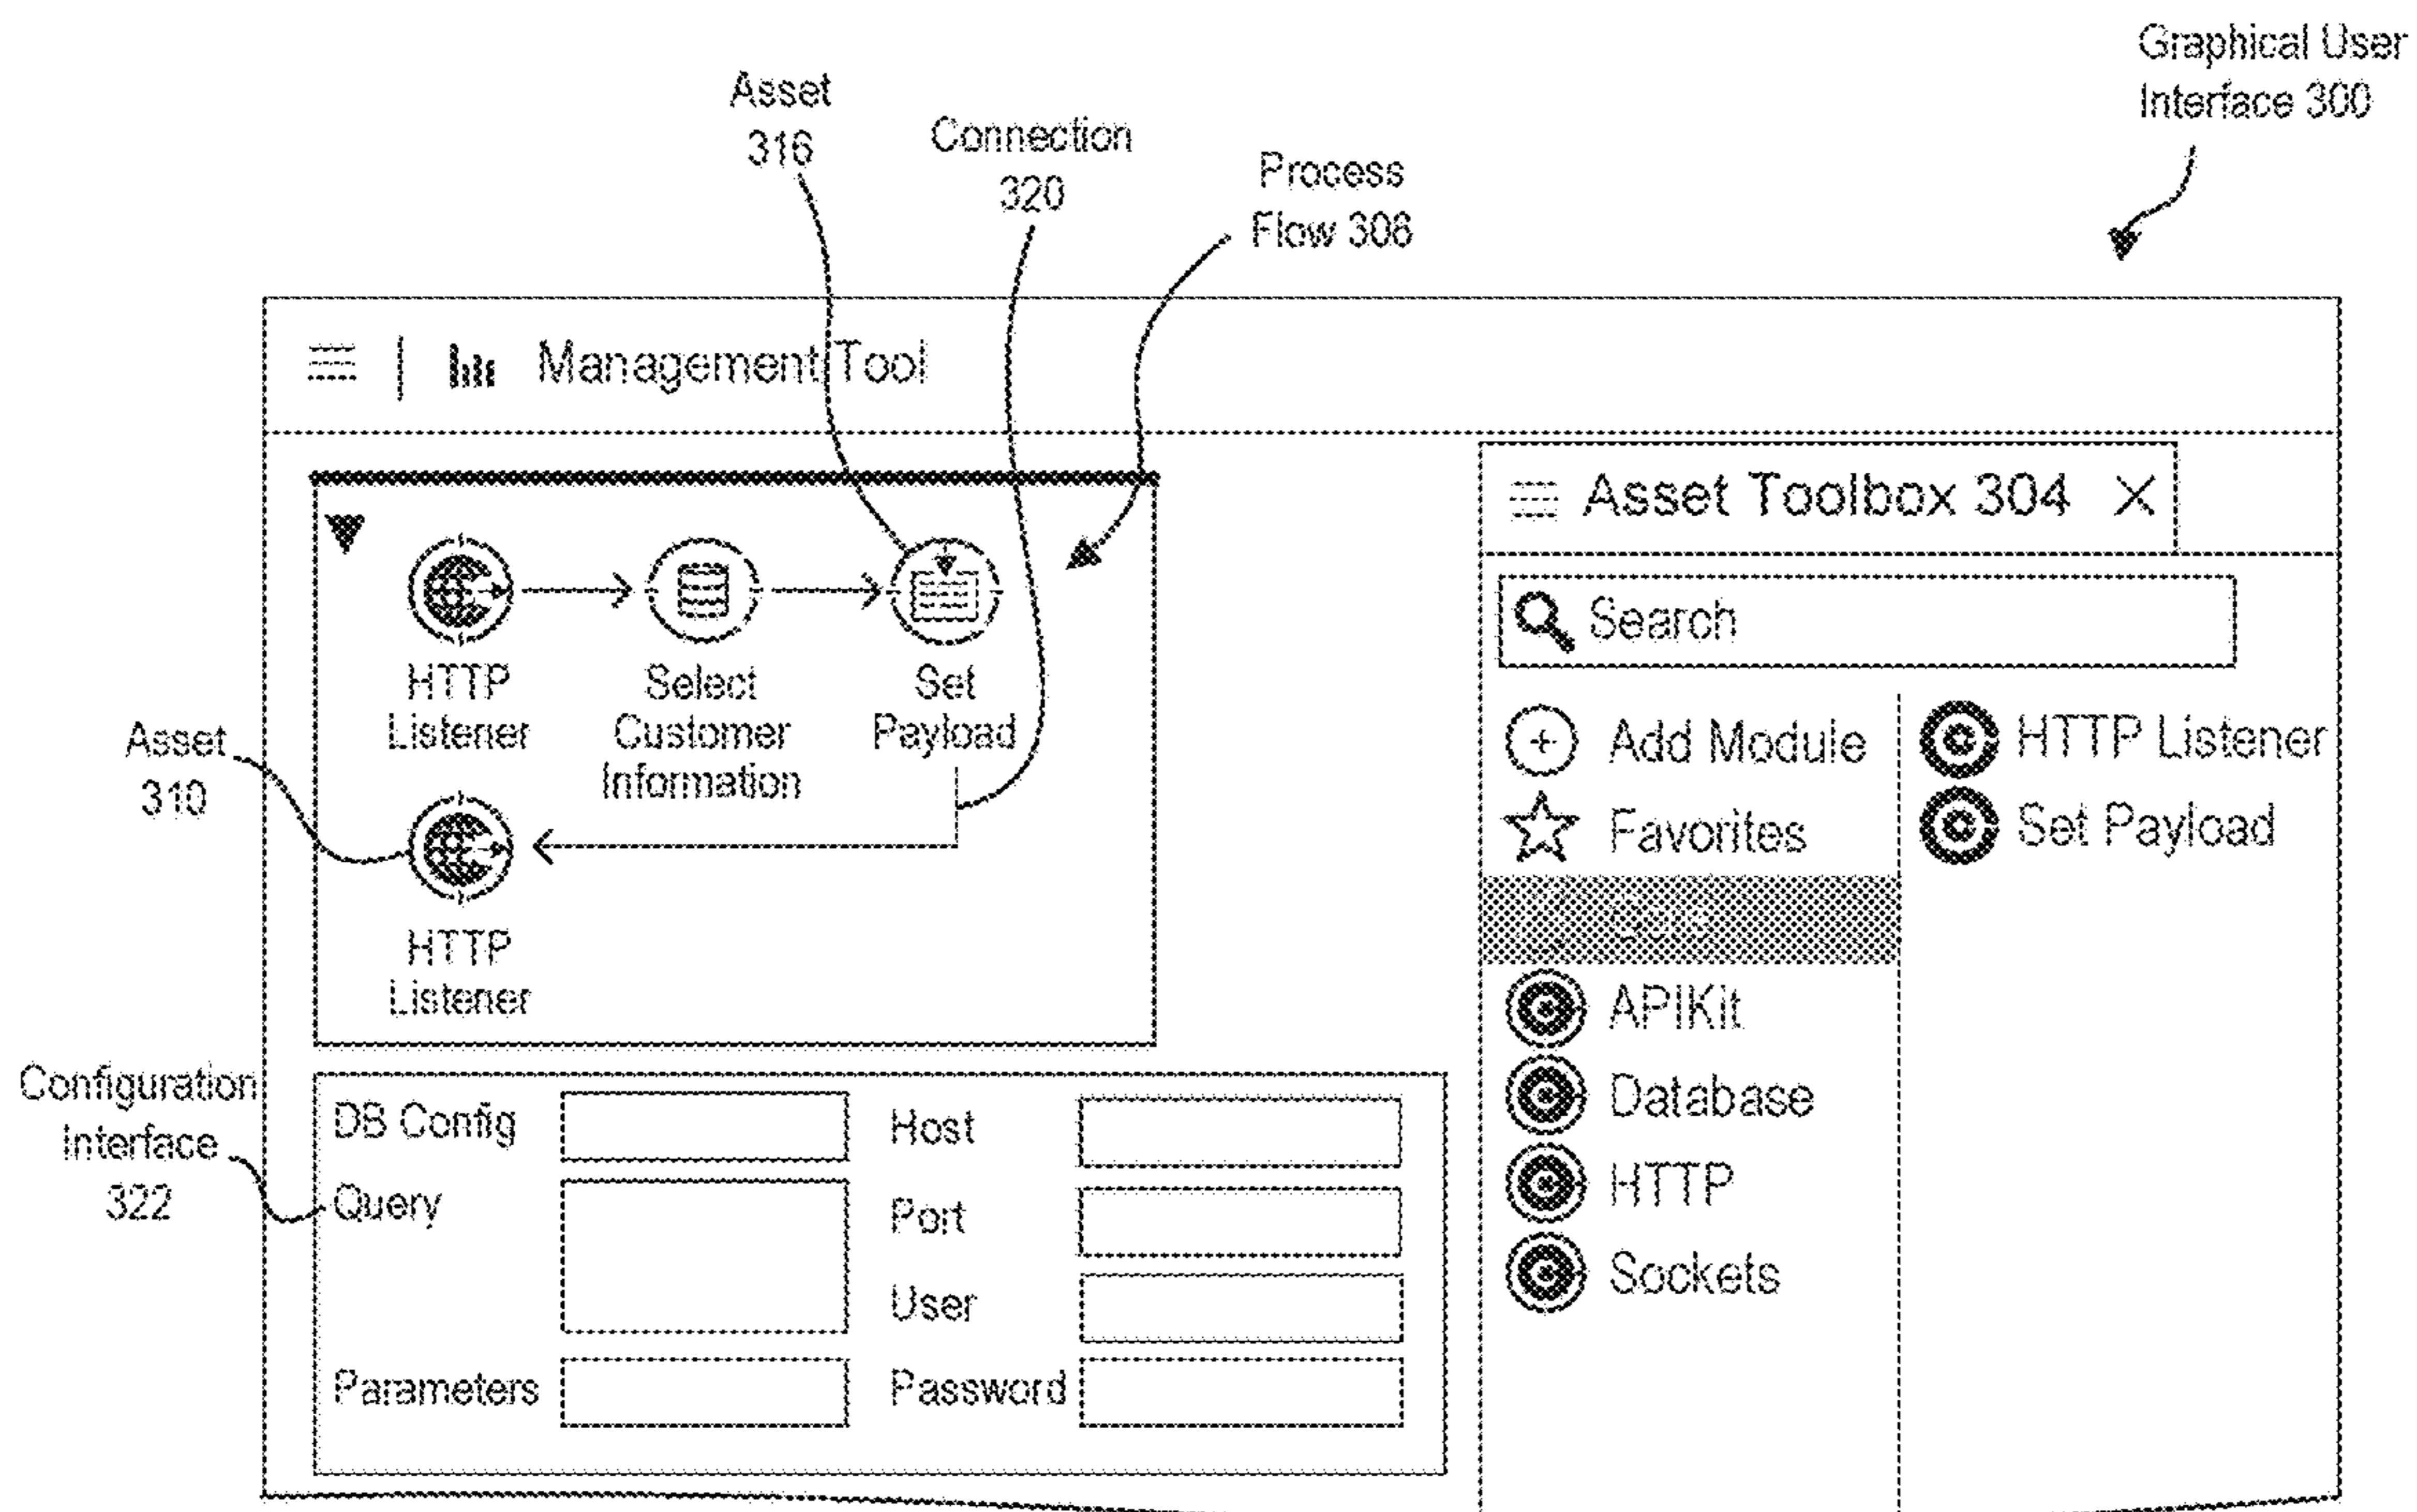 Graphical User
Interface 300
Asset
316
Connection
320
Process
Flow 308
Management Tool
Asset Toolbox 304
Search
HTTP
Listener
Select
Customer
Information
Set
Payload
Asset
310
HTTP
Listener
Add Module
Favorites
APIKit
Database
HTTP
Sockets
HTTP Listener
Set Payload
Configuration
Interface
322
DB Config
Query
Parameters
Host
Port
User
Password